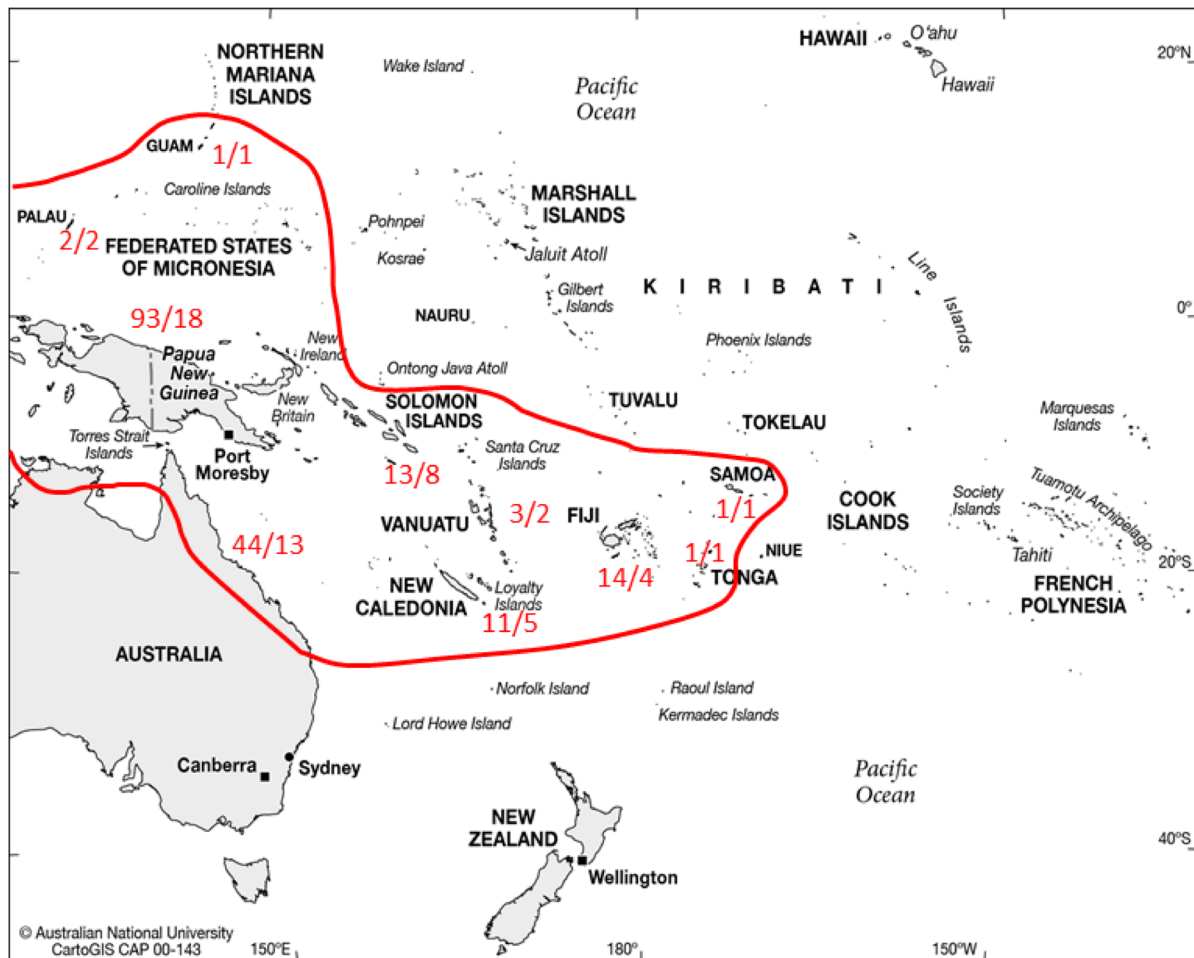 HAWAII
O'ahu
Hawaii
20°N
NORTHERN
MARIANA
ISLANDS
Wake Island
Pacific
Ocean
GUAM
1/1
Caroline Islands
MARSHALL
ISLANDS
PALAU
2/2
FEDERATED STATES
OF MICRONESIA
Pohnpei
Kosrae
Jaluit Atoll
Gilbert
Islands
KIRIBATI
Line
Islands
93/18
NAURU
0°
Papua
New
Guinea
New
Ireland
Phoenix Islands
Ontong Java Atoll
New
Britain
SOLOMON
ISLANDS
TUVALU
TOKELAU
Marquesas
Islands
Torres Strait
Islands
Port
Moresby
Santa Cruz
Islands
13/8
SAMOA
1/1
COOK
ISLANDS
Society
Islands
Tuamotu Archipelago
Tahiti
VANUATU
3/2
FIJI
44/13
1/1
NIUE
14/4
TONGA
20°S
NEW
CALEDONIA
Loyalty
Islands
11/5
FRENCH
POLYNESIA
AUSTRALIA
Norfolk Island
Raoul Island
Lord Howe Island
Kermadec Islands
Canberra
Sydney
Pacific
Ocean
NEW
ZEALAND
Wellington
40°S
© Australian National University
CartoGIS CAP 00-143
150°E
180°
150°W